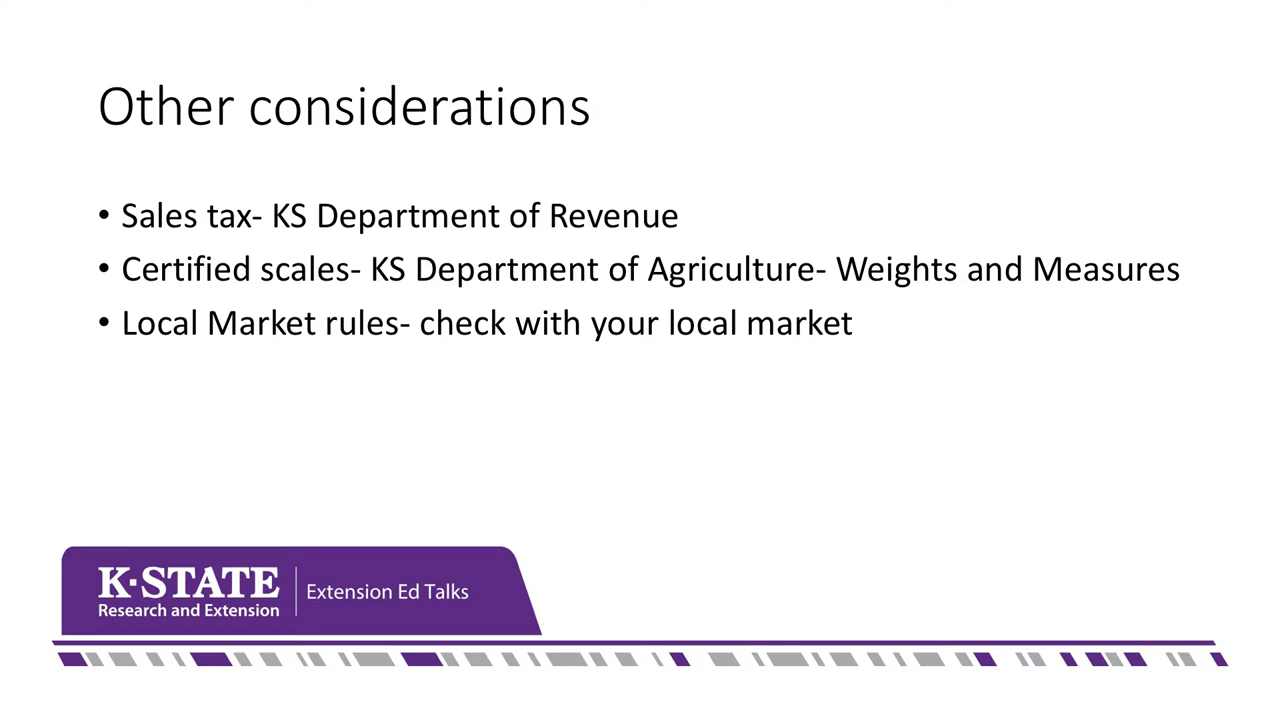 Other considerations
• Sales tax- KS Department of Revenue
• Certified scales- KS Department of Agriculture- Weights and Measures
• Local Market rules- check with your local market
K·STATE
Research and Extension
Extension Ed Talks